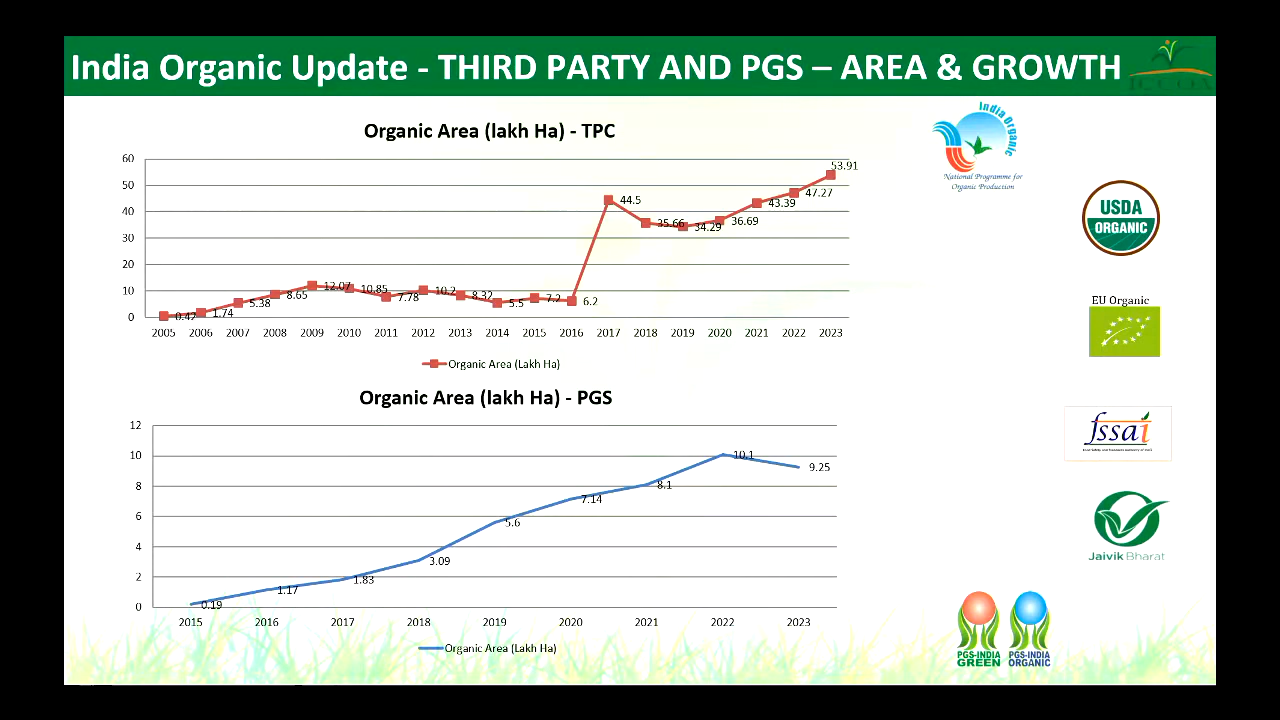 India Organic Update - THIRD PARTY AND PGS – AREA & GROWTH
ICCOA
Organic Area (lakh Ha) - TPC
60
50
40
30
20
10
0
0.42
1.74
5.38
8.65
12.07
10.85
7.78
10.2
8.32
5.5
7.2
6.2
44.5
35.66
34.29
36.69
43.39
47.27
53.91
2005 2006 2007 2008 2009 2010 2011 2012 2013 2014 2015 2016 2017 2018 2019 2020 2021 2022 2023
Organic Area (Lakh Ha)
Organic Area (lakh Ha) - PGS
12
10
8
6
4
2
0
0.19
1.17
1.83
3.09
5.6
7.14
8.1
10.1
9.25
2015 2016 2017 2018 2019 2020 2021 2022 2023
Organic Area (Lakh Ha)
India Organic
National Programme for
Organic Production
USDA
ORGANIC
EU Organic
fssai
Jaivik Bharat
PGS-INDIA
GREEN
PGS-INDIA
ORGANIC